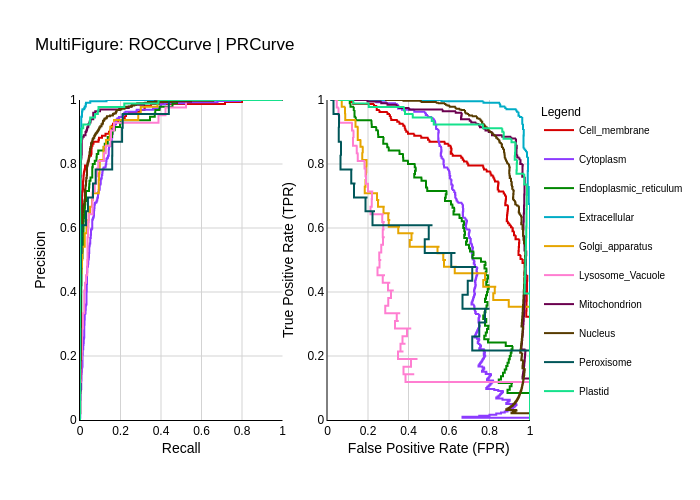 MultiFigure: ROCCurve | PRCurve
Precision
1
0.8
0.6
0.4
0.2
0
0
0.2
0.4
0.6
0.8
1
Recall
True Positive Rate (TPR)
1
0.8
0.6
0.4
0.2
0
0
0.2
0.4
0.6
0.8
1
False Positive Rate (FPR)
Legend
Cell_membrane
Cytoplasm
Endoplasmic_reticulum
Extracellular
Golgi_apparatus
Lysosome_Vacuole
Mitochondrion
Nucleus
Peroxisome
Plastid